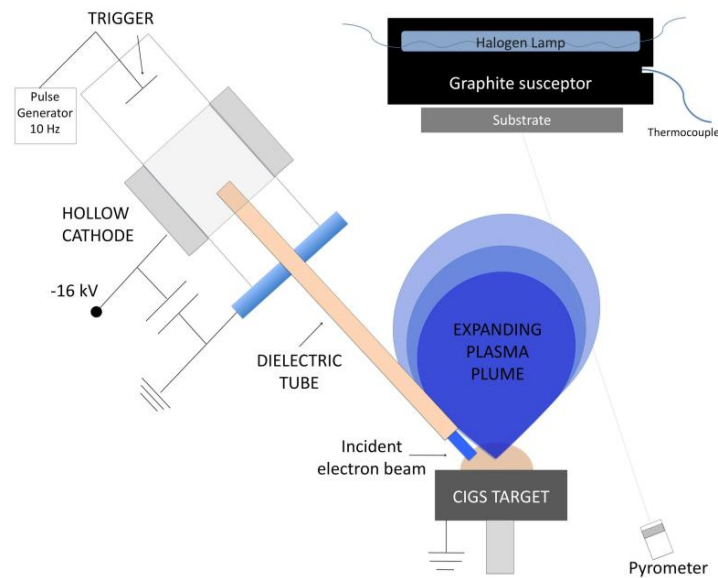 TRIGGER
Pulse
Generator
10 Hz
HOLLOW
CATHODE
-16 kV
DIELECTRIC
TUBE
Incident
electron beam
Halogen Lamp
Graphite susceptor
Substrate
Thermocouple
EXPANDING
PLASMA
PLUME
CIGS TARGET
Pyrometer